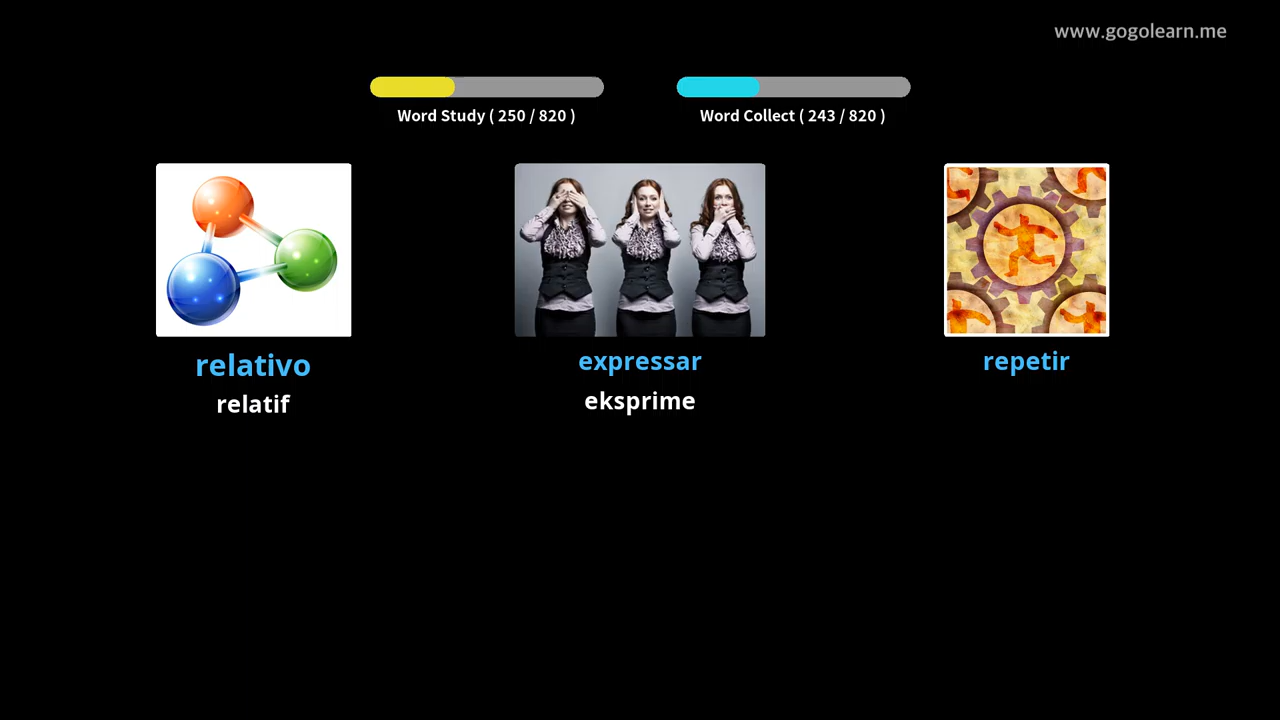 www.gogolearn.me
Word Study ( 250 / 820 )
Word Collect ( 243 / 820 )
relativo
relatif
expressar
eksprime
repetir